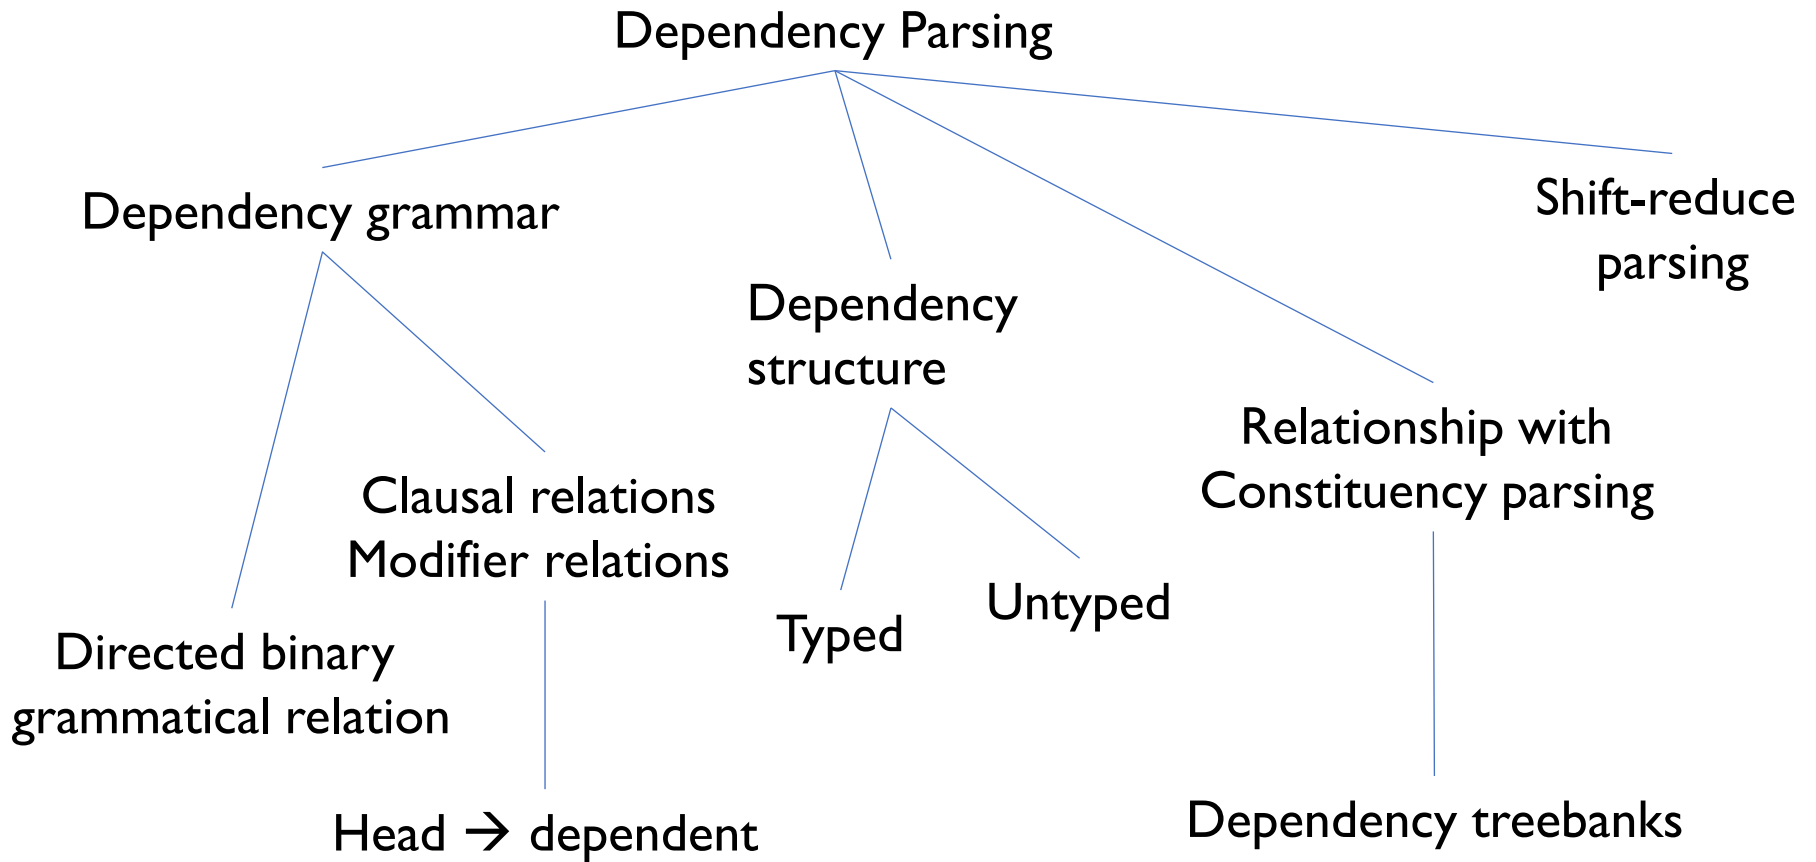 Dependency Parsing
Dependency grammar
Shift-reduce
parsing
Dependency
structure
Relationship with
Constituency parsing
Clausal relations
Modifier relations
Typed
Untyped
Directed binary
grammatical relation
Head → dependent
Dependency treebanks